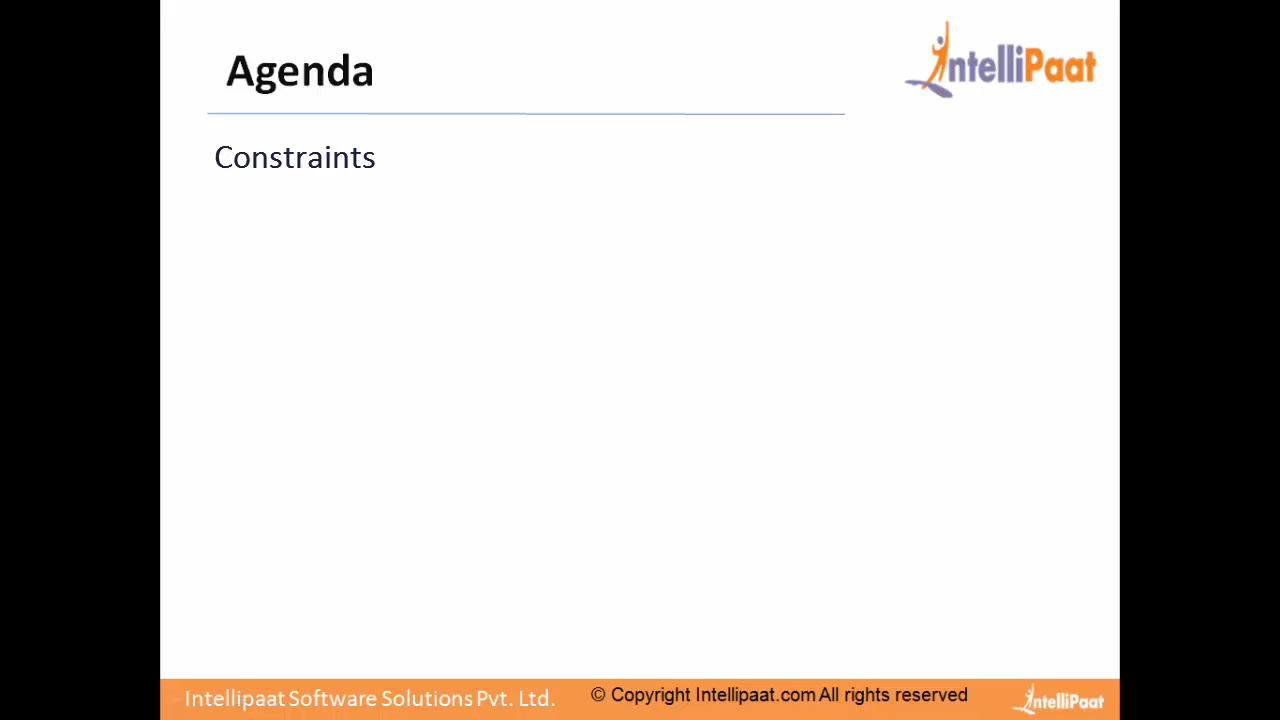 Agenda
IntelliPaat
Constraints
Intellipaat Software Solutions Pvt. Ltd.
© Copyright Intellipaat.com All rights reserved
IntelliPaat